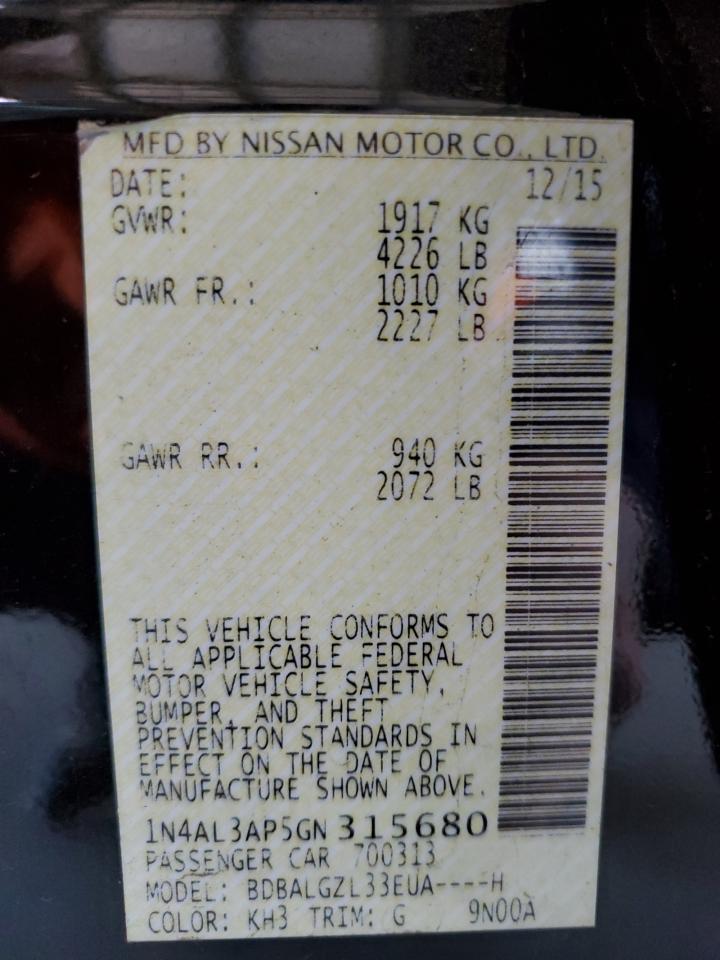 MFD BY NISSAN MOTOR CO., LTD.
DATE: 12/15
GVWR: 1917 KG
4226 LB
GAWR FR.: 1010 KG
2227 LB
GAWR RR.: 940 KG
2072 LB
THIS VEHICLE CONFORMS TO
ALL APPLICABLE FEDERAL
MOTOR VEHICLE SAFETY,
BUMPER, AND THEFT
PREVENTION STANDARDS IN
EFFECT ON THE DATE OF
MANUFACTURE SHOWN ABOVE.
1N4AL3AP5GN315680
PASSENGER CAR 700313
MODEL: BDBALGZL33EUA----H
COLOR: KH3 TRIM: G 9N00A